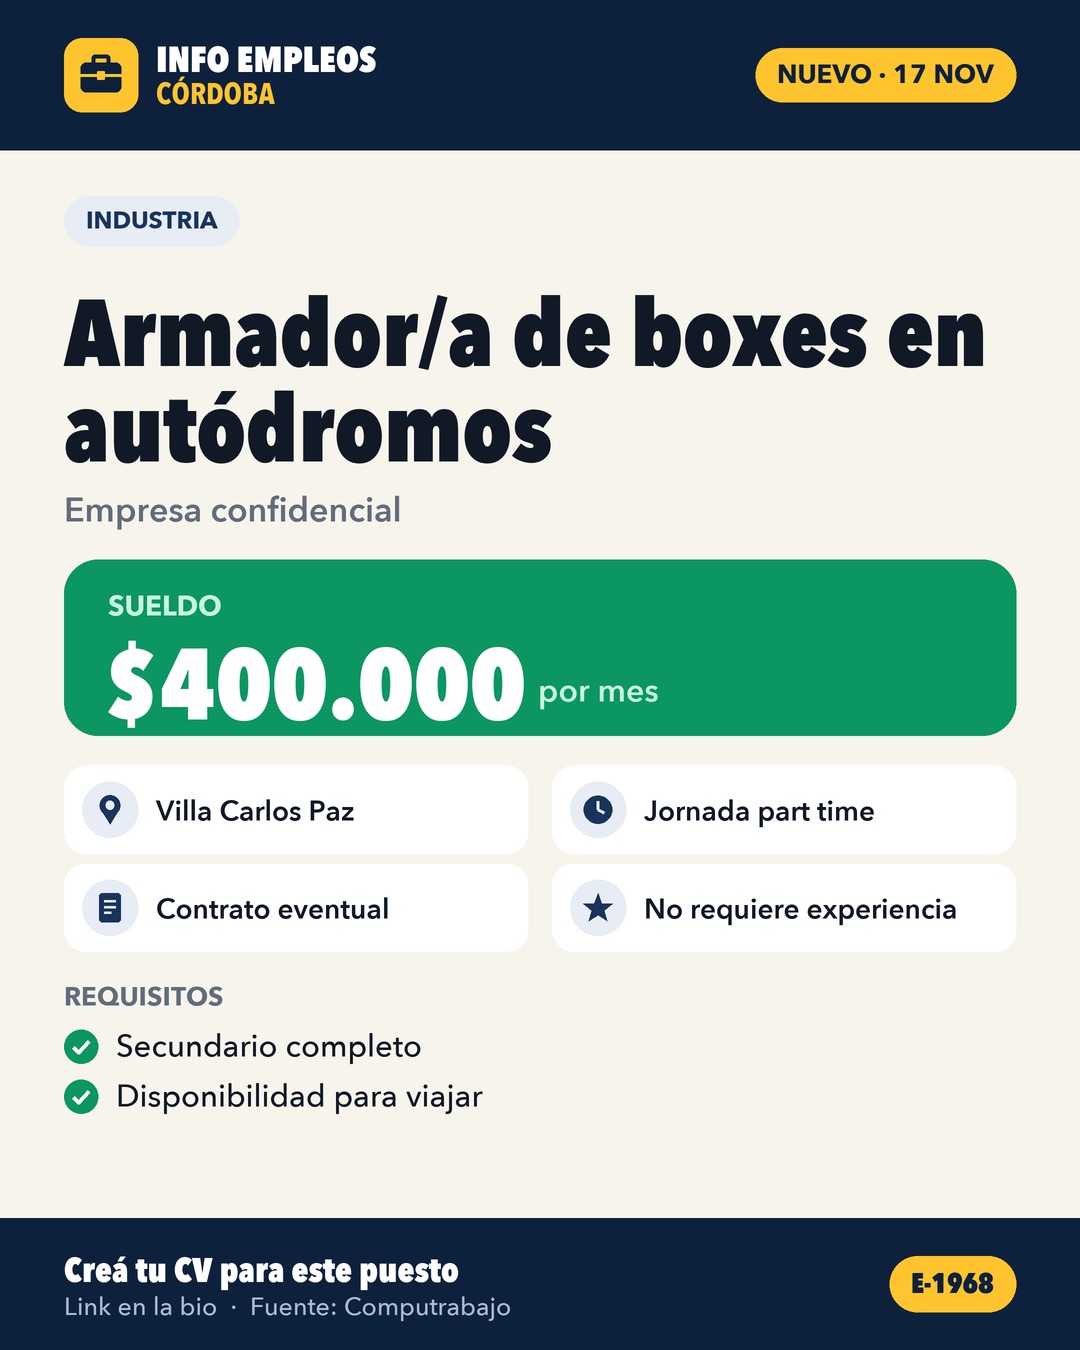 INFO EMPLEOS
CÓRDOBA
NUEVO · 17 NOV
INDUSTRIA
Armador/a de boxes en
autódromos
Empresa confidencial
SUELDO
$400.000 por mes
Villa Carlos Paz
Jornada part time
Contrato eventual
No requiere experiencia
REQUISITOS
Secundario completo
Disponibilidad para viajar
Creá tu CV para este puesto
Link en la bio · Fuente: Computrabajo
E-1968